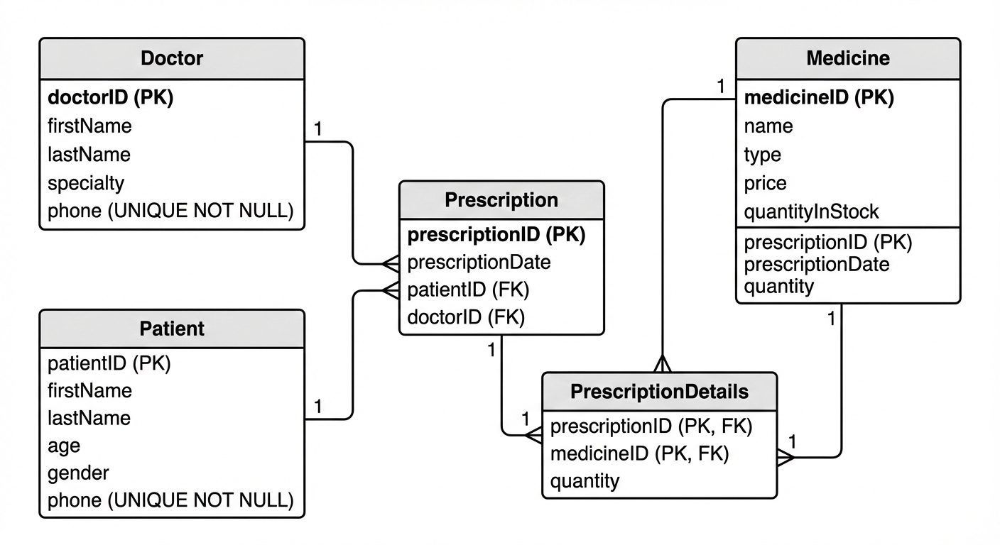 Doctor
doctorID (PK)
firstName
lastName
specialty
phone (UNIQUE NOT NULL)
1
Patient
patientID (PK)
firstName
lastName
age
gender
phone (UNIQUE NOT NULL)
1
Prescription
prescriptionID (PK)
prescriptionDate
patientID (FK)
doctorID (FK)
1
1
Medicine
medicineID (PK)
name
type
price
quantityInStock
prescriptionID (PK)
prescriptionDate
quantity
1
1
PrescriptionDetails
prescriptionID (PK, FK)
medicineID (PK, FK)
quantity
1